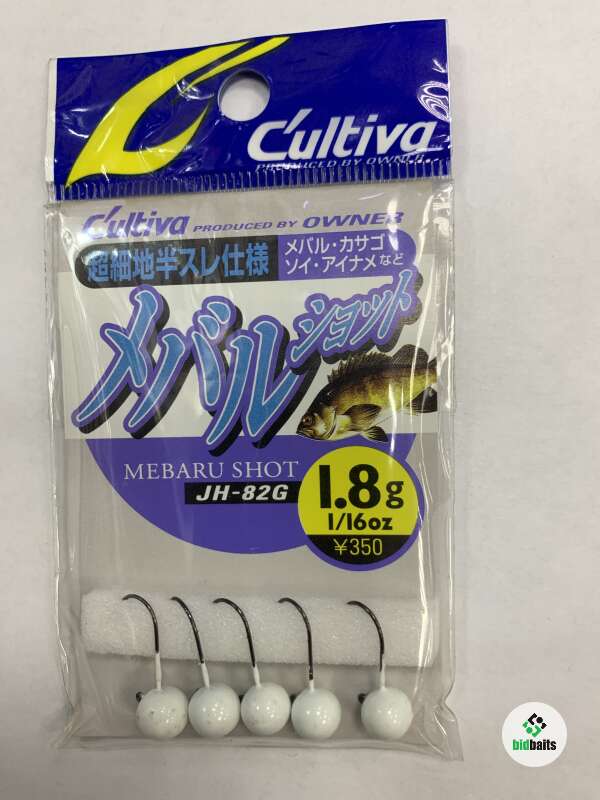 C'ultiva
PRODUCED BY OWNER
C'ultiva PRODUCED BY OWNER
超細地半スレ仕様
メバル・カサゴ
ソイ・アイナメなど
メバルショット
MEBARU SHOT
JH-82G
1.8g
1/16oz
¥350
bidbaits